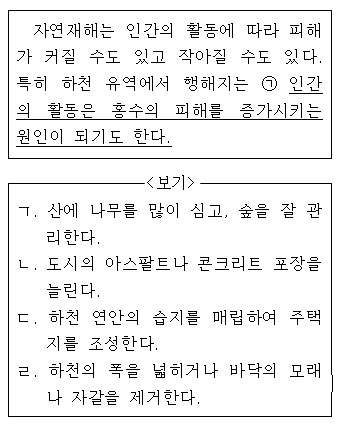 자연재해는 인간의 활동에 따라 피해
가 커질 수도 있고 작아질 수도 있다.
특히 하천 유역에서 행해지는 ㉠ 인간
의 활동은 홍수의 피해를 증가시키는
원인이 되기도 한다.
<보기>
ㄱ. 산에 나무를 많이 심고, 숲을 잘 관
리한다.
ㄴ. 도시의 아스팔트나 콘크리트 포장을
늘린다.
ㄷ. 하천 연안의 습지를 매립하여 주택
지를 조성한다.
ㄹ. 하천의 폭을 넓히거나 바닥의 모래
나 자갈을 제거한다.